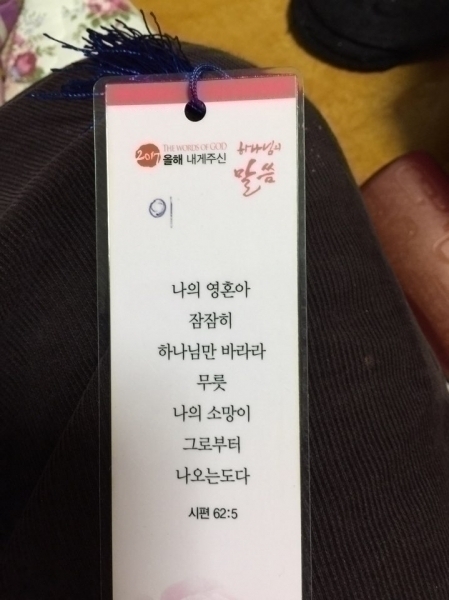 THE WORDS OF GOD
2017 올해 내게주신
하나님의
말씀
이
나의 영혼아
잠잠히
하나님만 바라라
무릇
나의 소망이
그로부터
나오는도다
시편 62:5